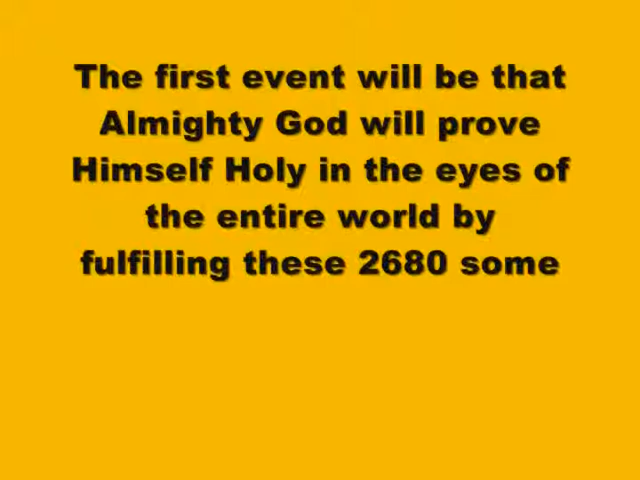 The first event will be that
Almighty God will prove
Himself Holy in the eyes of
the entire world by
fulfilling these 2680 some